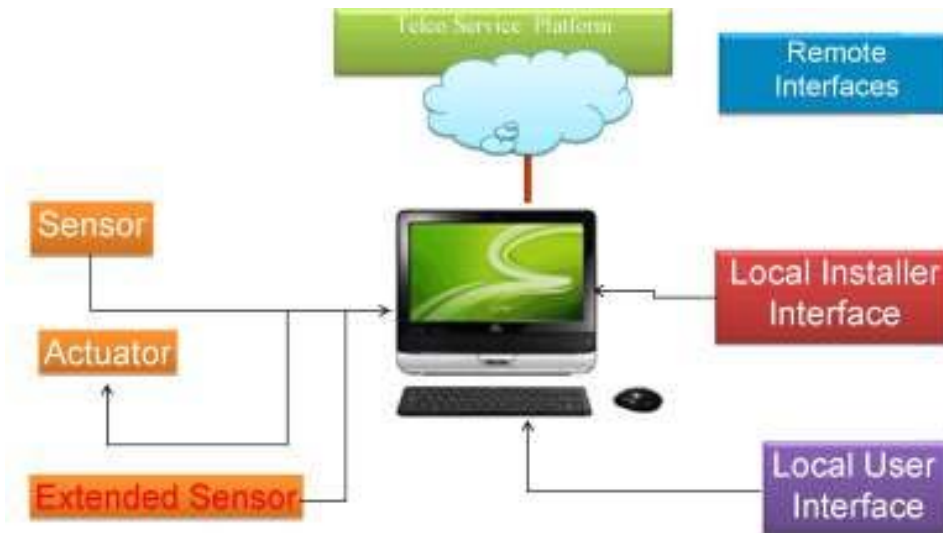 Telco Service Platform
Remote
Interfaces
Sensor
Local Installer
Interface
Actuator
Local User
Interface
Extended Sensor